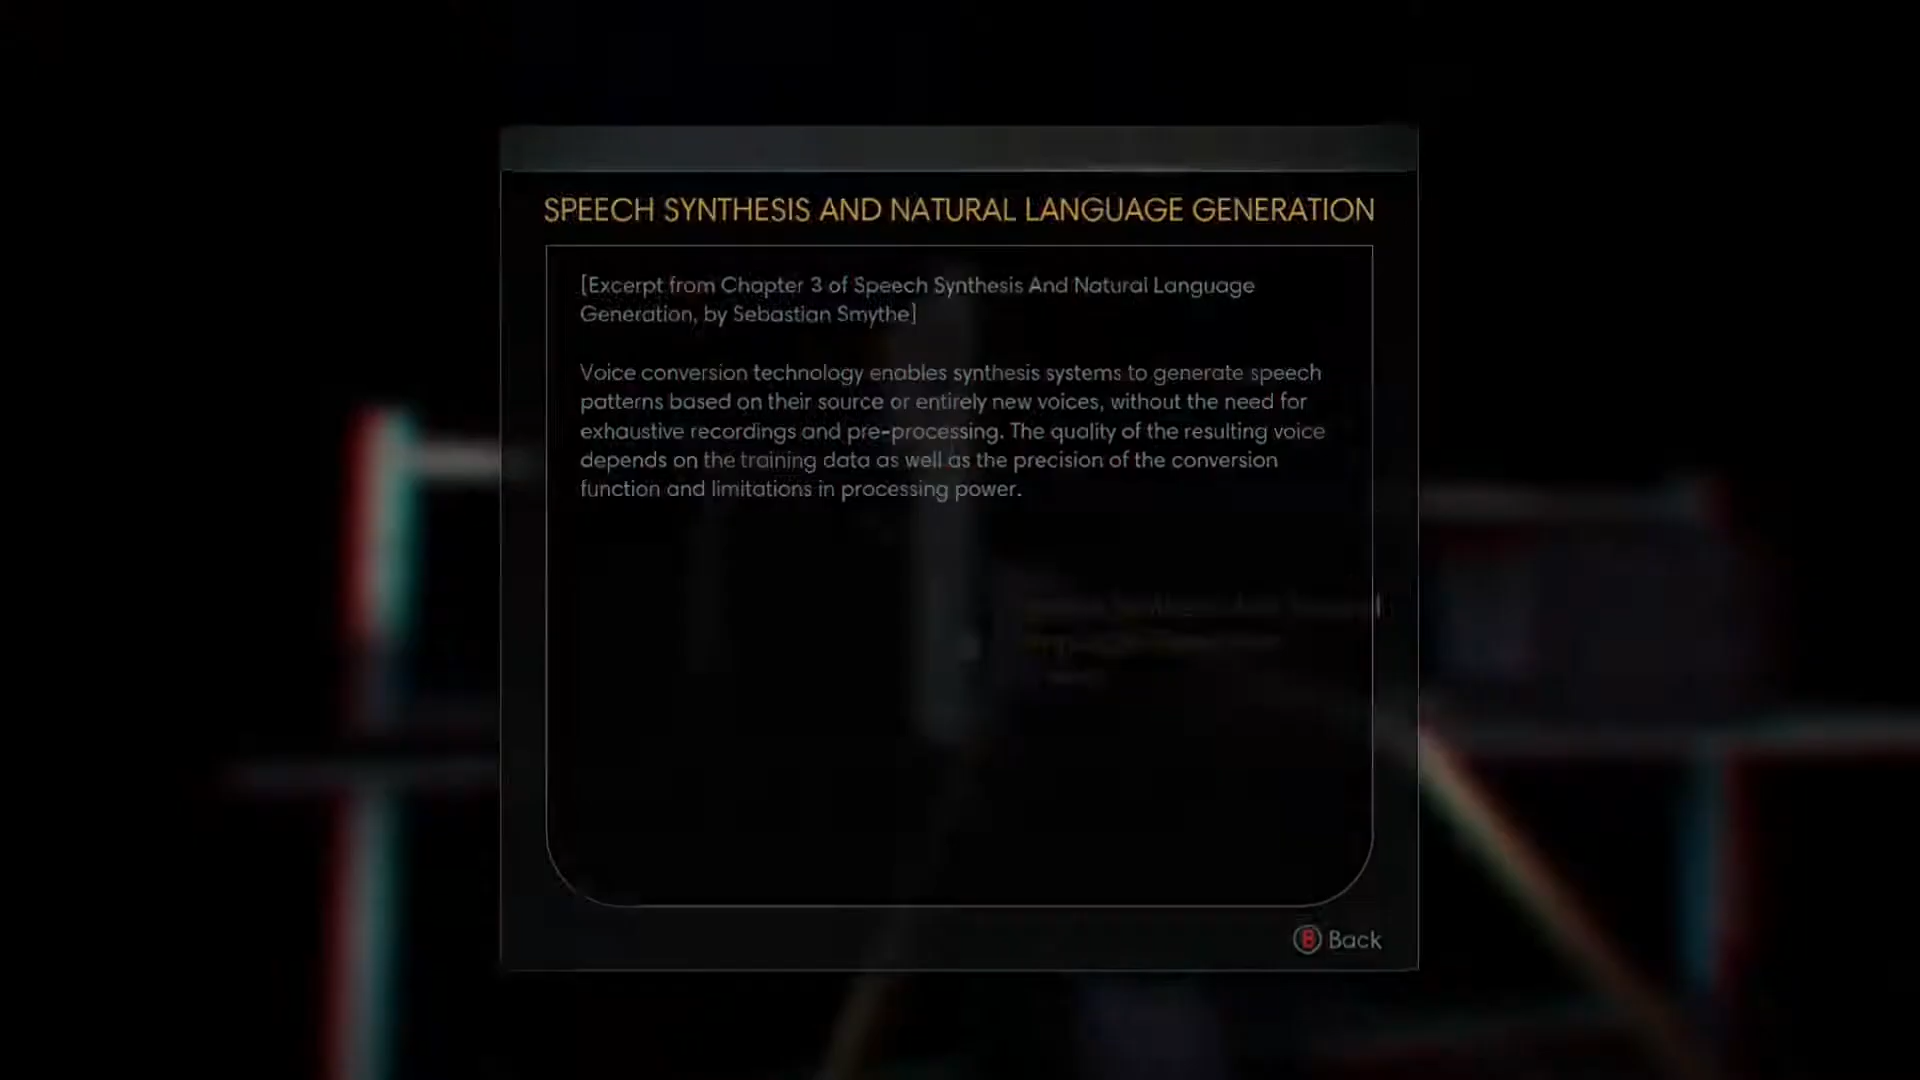 SPEECH SYNTHESIS AND NATURAL LANGUAGE GENERATION
[Excerpt from Chapter 3 of Speech Synthesis And Natural Language
Generation, by Sebastian Smythe]
Voice conversion technology enables synthesis systems to generate speech
patterns based on their source or entirely new voices, without the need for
exhaustive recordings and pre-processing. The quality of the resulting voice
depends on the training data as well as the precision of the conversion
function and limitations in processing power.
B Back